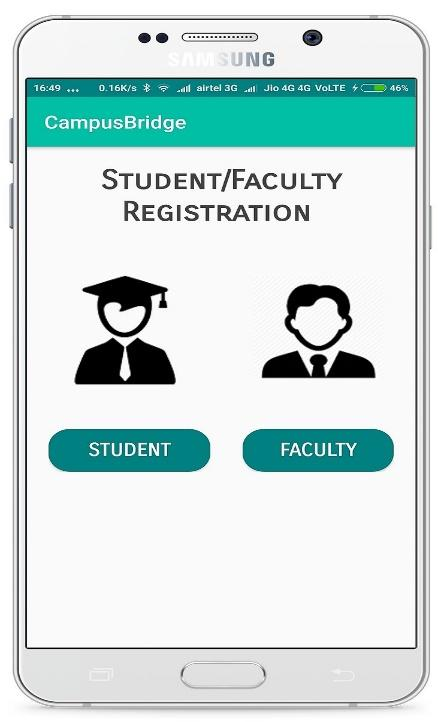 SAMSUNG
16:49 ... 0.16K/s airtel 3G Jio 4G 4G VoLTE 46%
CampusBridge
STUDENT/FACULTY
REGISTRATION
STUDENT FACULTY